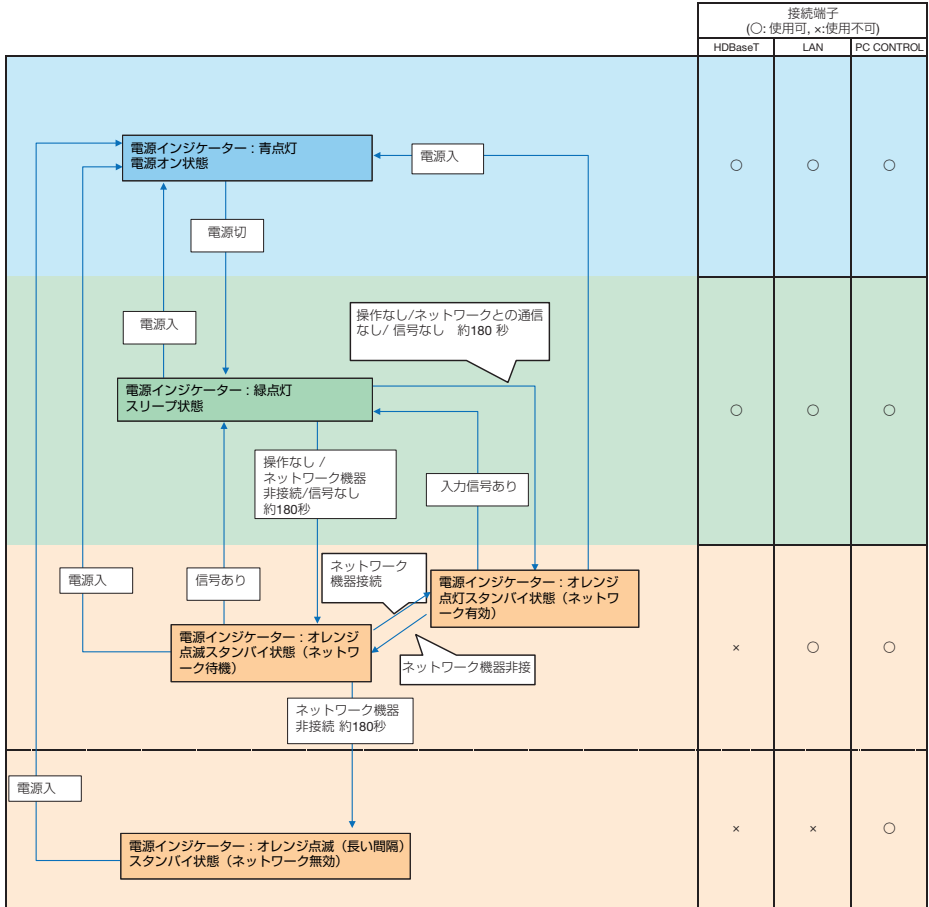 接続端子
(〇: 使用可, ×:使用不可)
HDBaseT
LAN
PC CONTROL
電源インジケーター : 青点灯
電源オン状態
電源入
〇
〇
〇
電源切
電源入
操作なし/ネットワークとの通信
なし/ 信号なし 約180 秒
電源インジケーター : 緑点灯
スリープ状態
〇
〇
〇
操作なし /
ネットワーク機器
非接続/信号なし
約180秒
入力信号あり
電源入
信号あり
ネットワーク
機器接続
電源インジケーター : オレンジ
点灯スタンバイ状態（ネットワ
ーク有効）
電源インジケーター : オレンジ
点滅スタンバイ状態（ネットワ
ーク待機）
ネットワーク機器非接
×
〇
〇
ネットワーク機器
非接続 約180秒
電源入
電源インジケーター : オレンジ点滅（長い間隔）
スタンバイ状態（ネットワーク無効）
×
×
〇